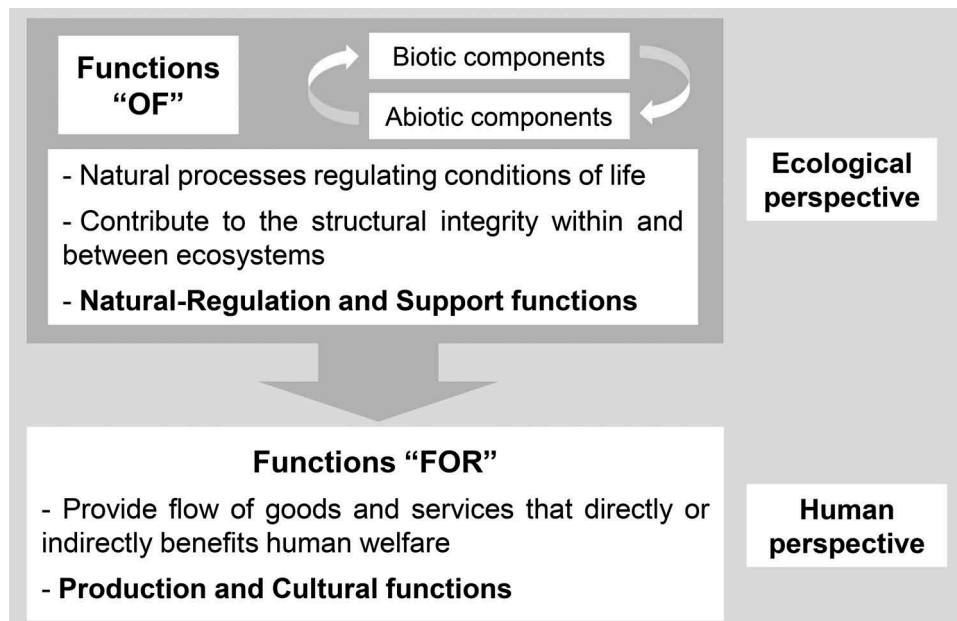 Functions
“OF”
Biotic components
Abiotic components
- Natural processes regulating conditions of life
- Contribute to the structural integrity within and
between ecosystems
- Natural-Regulation and Support functions
Ecological
perspective
Functions “FOR”
- Provide flow of goods and services that directly or
indirectly benefits human welfare
- Production and Cultural functions
Human
perspective